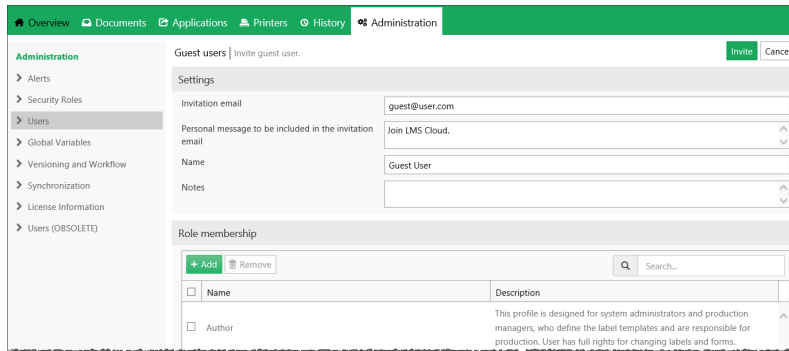 Overview Documents Applications Printers History Administration
Administration
Alerts
Security Roles
Users
Global Variables
Versioning and Workflow
Synchronization
License Information
Users (OBSOLETE)
Guest users | Invite guest user.
Invite Cance
Settings
Invitation email guest@user.com
Personal message to be included in the invitation Join LMS Cloud.
email
Name Guest User
Notes
Role membership
+ Add Remove Search...
Name Description
This profile is designed for system administrators and production
Author managers, who define the label templates and are responsible for
production. User has full rights for changing labels and forms.